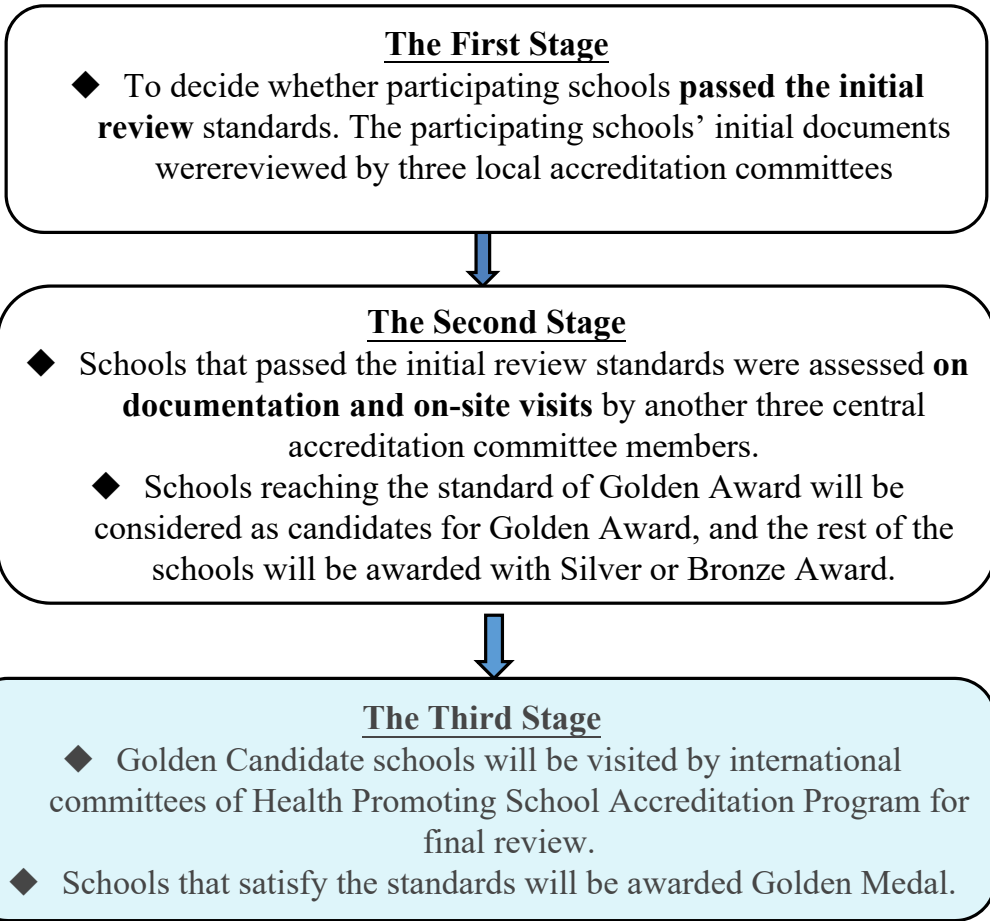 The First Stage
◆ To decide whether participating schools passed the initial
review standards. The participating schools’ initial documents
werereviewed by three local accreditation committees
The Second Stage
◆ Schools that passed the initial review standards were assessed on
documentation and on-site visits by another three central
accreditation committee members.
◆ Schools reaching the standard of Golden Award will be
considered as candidates for Golden Award, and the rest of the
schools will be awarded with Silver or Bronze Award.
The Third Stage
◆ Golden Candidate schools will be visited by international
committees of Health Promoting School Accreditation Program for
final review.
◆ Schools that satisfy the standards will be awarded Golden Medal.